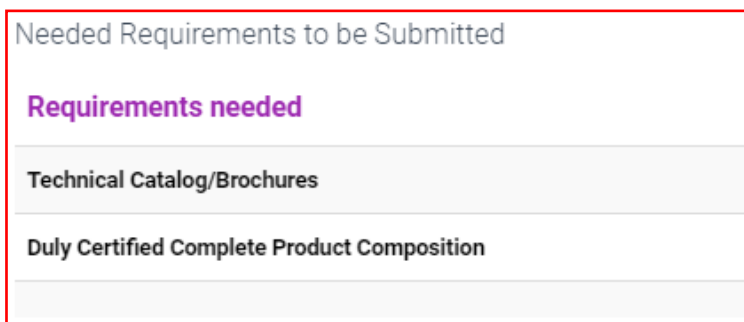 Needed Requirements to be Submitted
Requirements needed
Technical Catalog/Brochures
Duly Certified Complete Product Composition